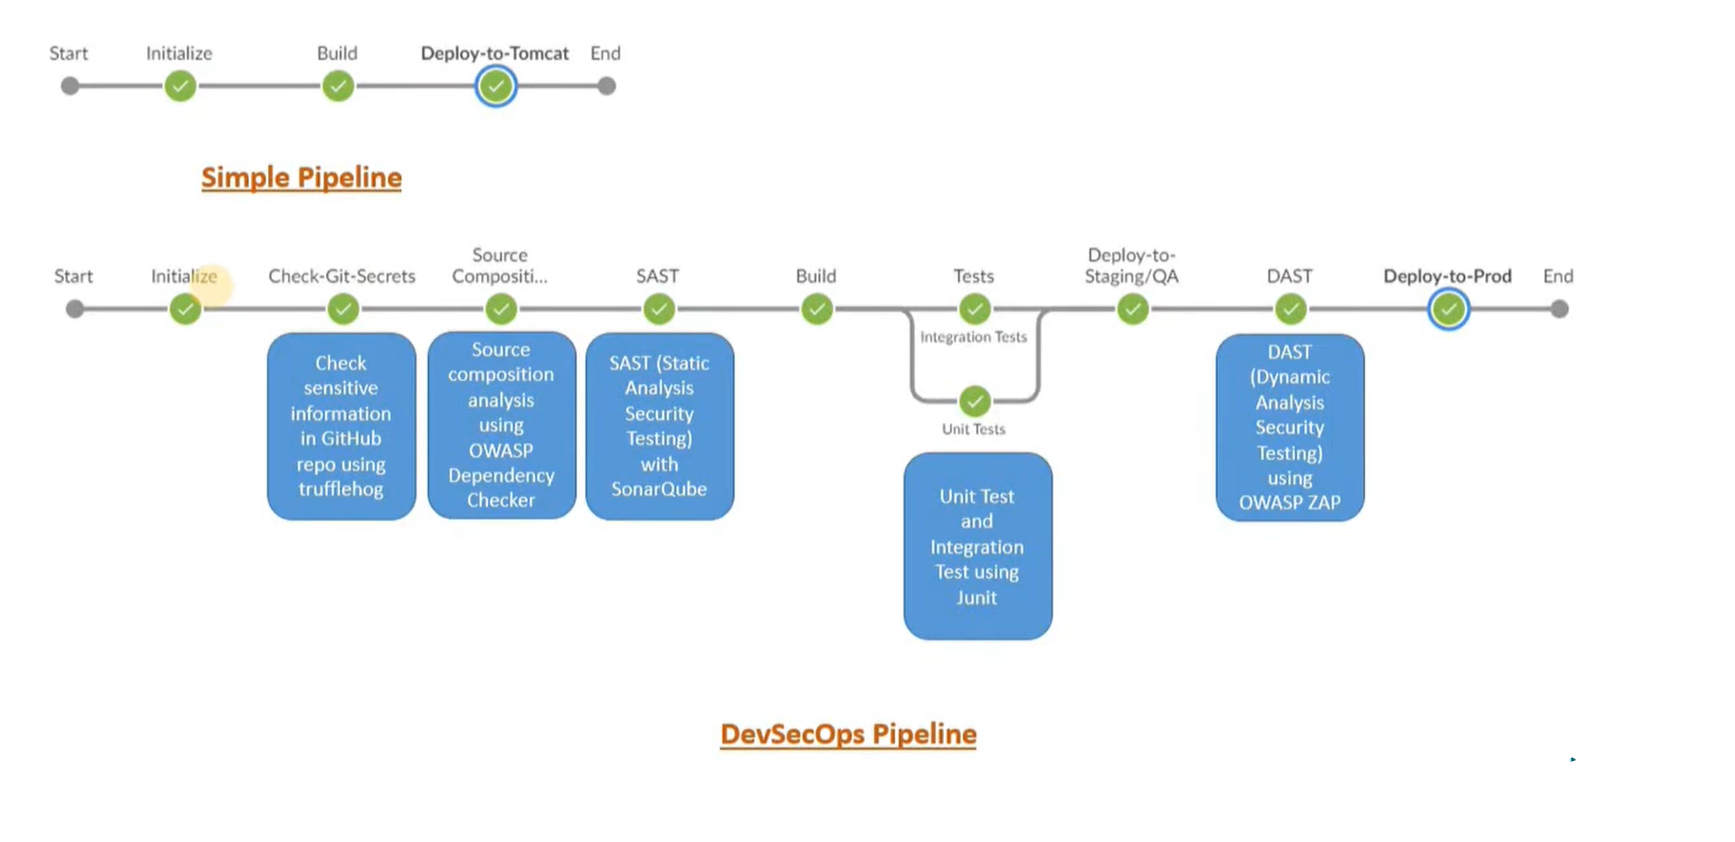 Start
Initialize
Build
Deploy-to-Tomcat
End
Simple Pipeline
Start
Initialize
Check-Git-Secrets
Source
Compositi...
SAST
Build
Tests
Deploy-to-
Staging/QA
DAST
Deploy-to-Prod
End
Integration Tests
Unit Tests
Check
sensitive
information
in GitHub
repo using
trufflehog
Source
composition
analysis
using
OWASP
Dependency
Checker
SAST (Static
Analysis
Security
Testing)
with
SonarQube
Unit Test
and
Integration
Test using
Junit
DAST
(Dynamic
Analysis
Security
Testing)
using
OWASP ZAP
DevSecOps Pipeline